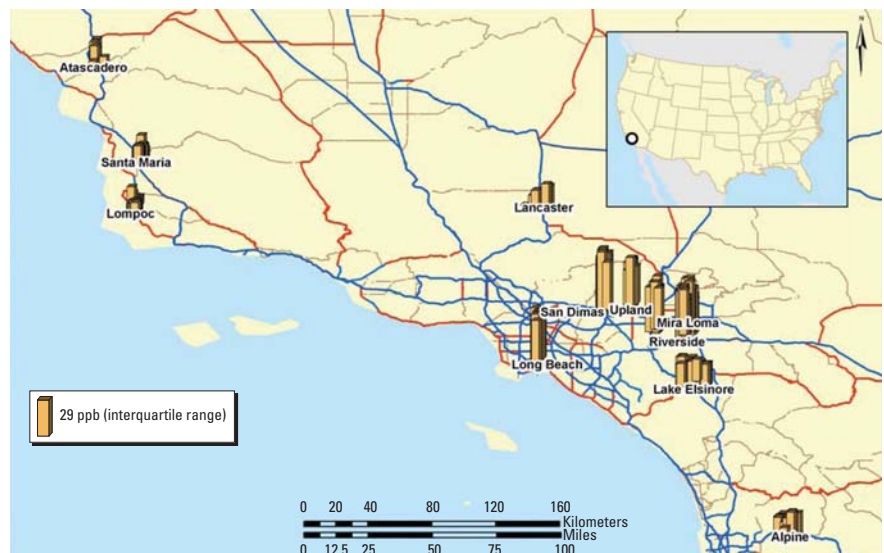 N
Atascadero
Santa Maria
Lompoc
Lancaster
San Dimas
Upland
Mira Loma
Riverside
Long Beach
Lake Elsinore
29 ppb (interquartile range)
0 20 40 80 120 160
Kilometers
Miles
0 12.5 25 50 75 100
Alpine